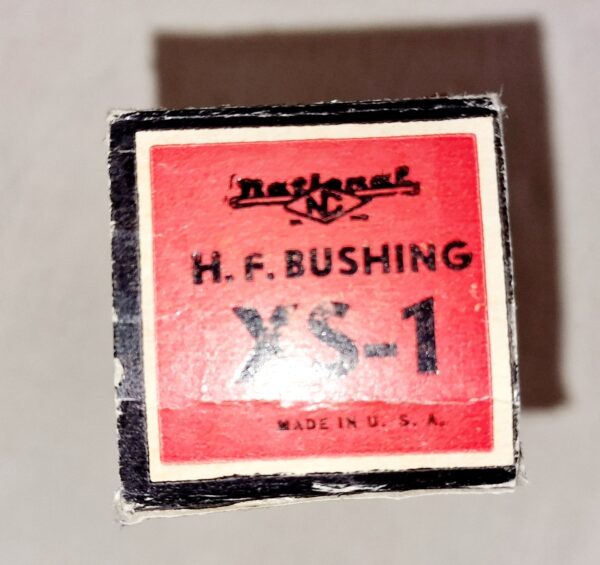 National
NC
H. F. BUSHING
XS-1
MADE IN U. S. A.